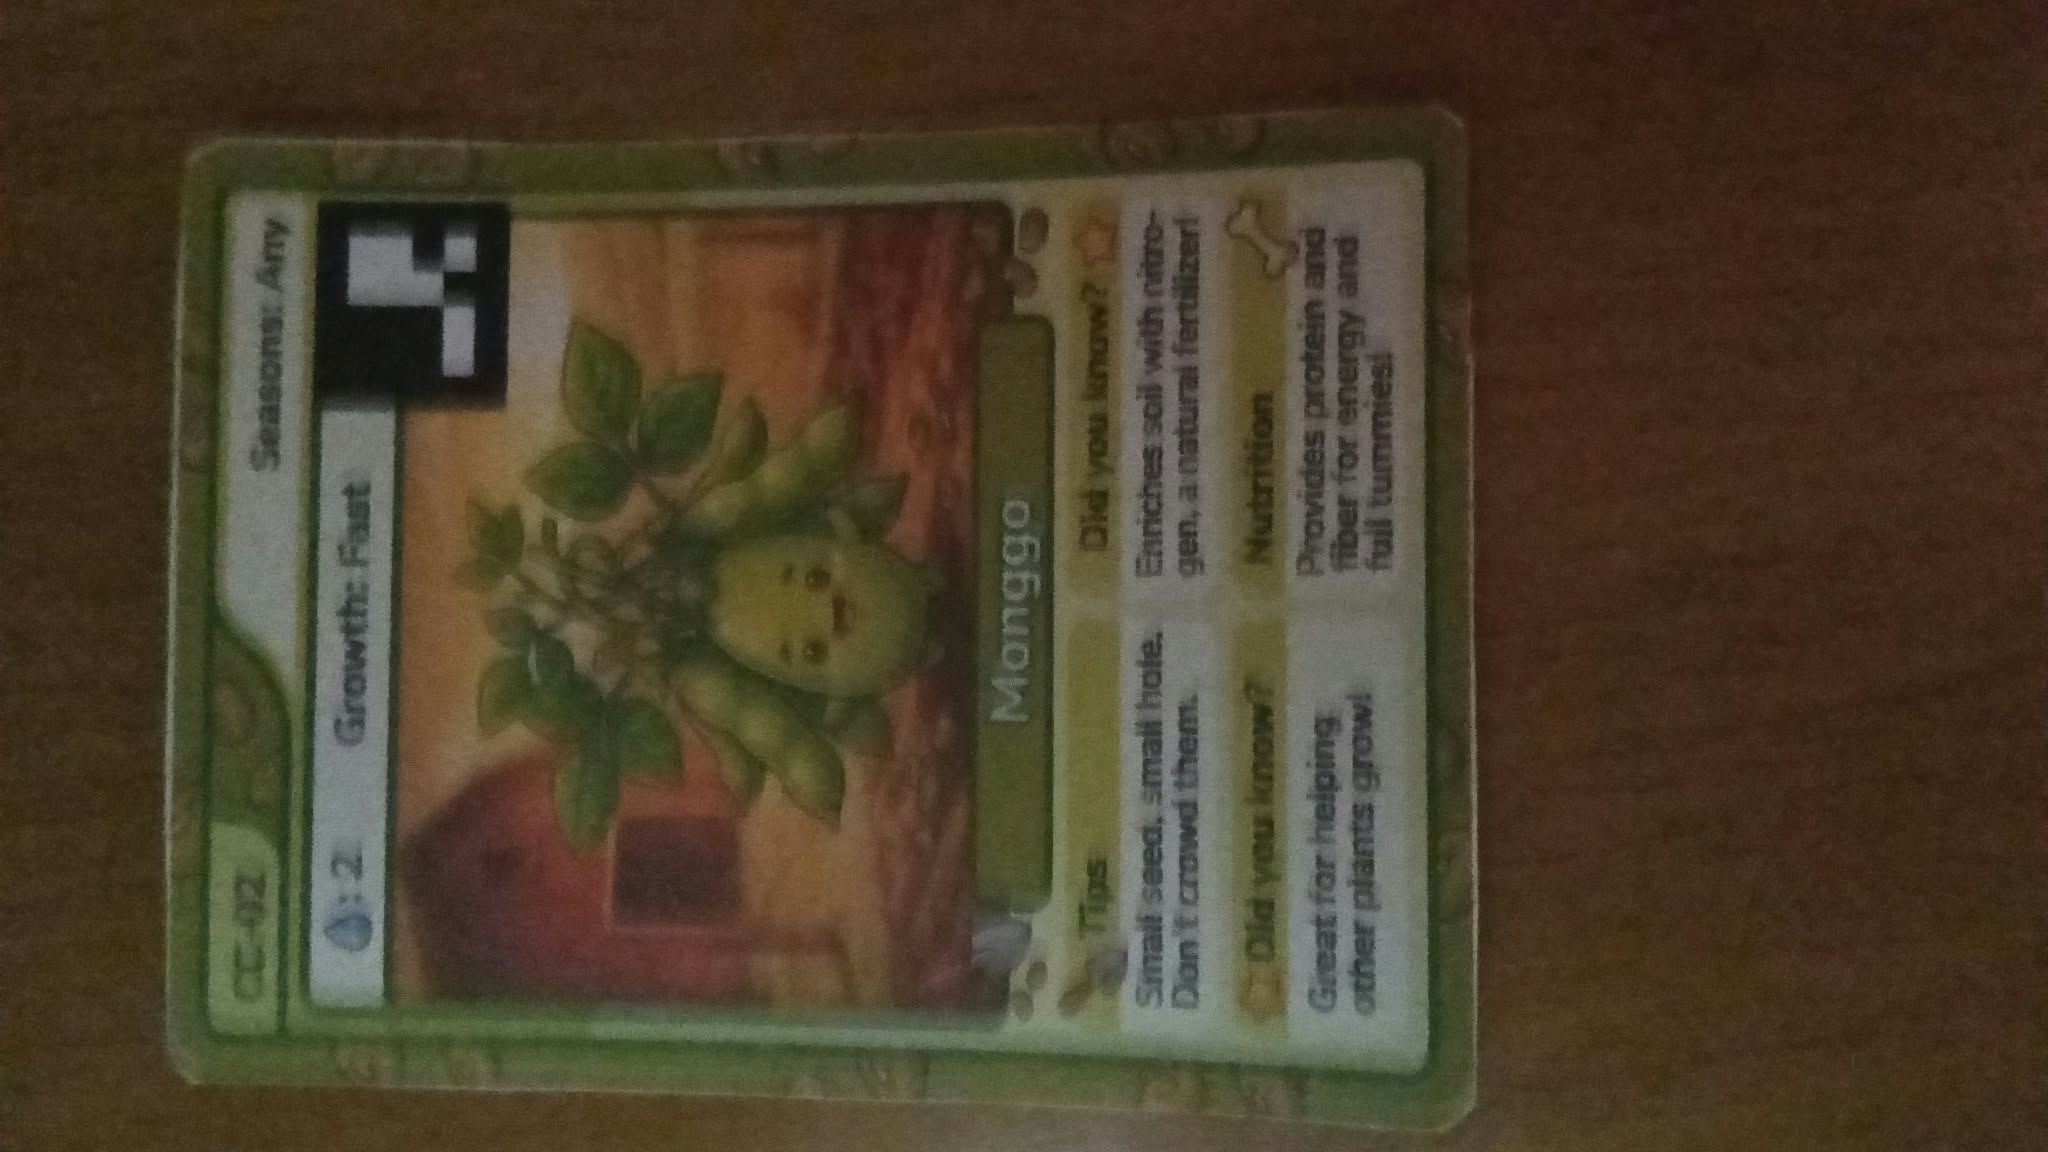 CC-02
Seasons: Any
: 2
Growth: Fast
Monggo
Tips
Small seed, small hole.
Don't crowd them.
Did you know?
Enriches soil with nitro-
gen, a natural fertilizer!
Did you know?
Great for helping
other plants grow!
Nutrition
Provides protein and
fiber for energy and
full tummies!